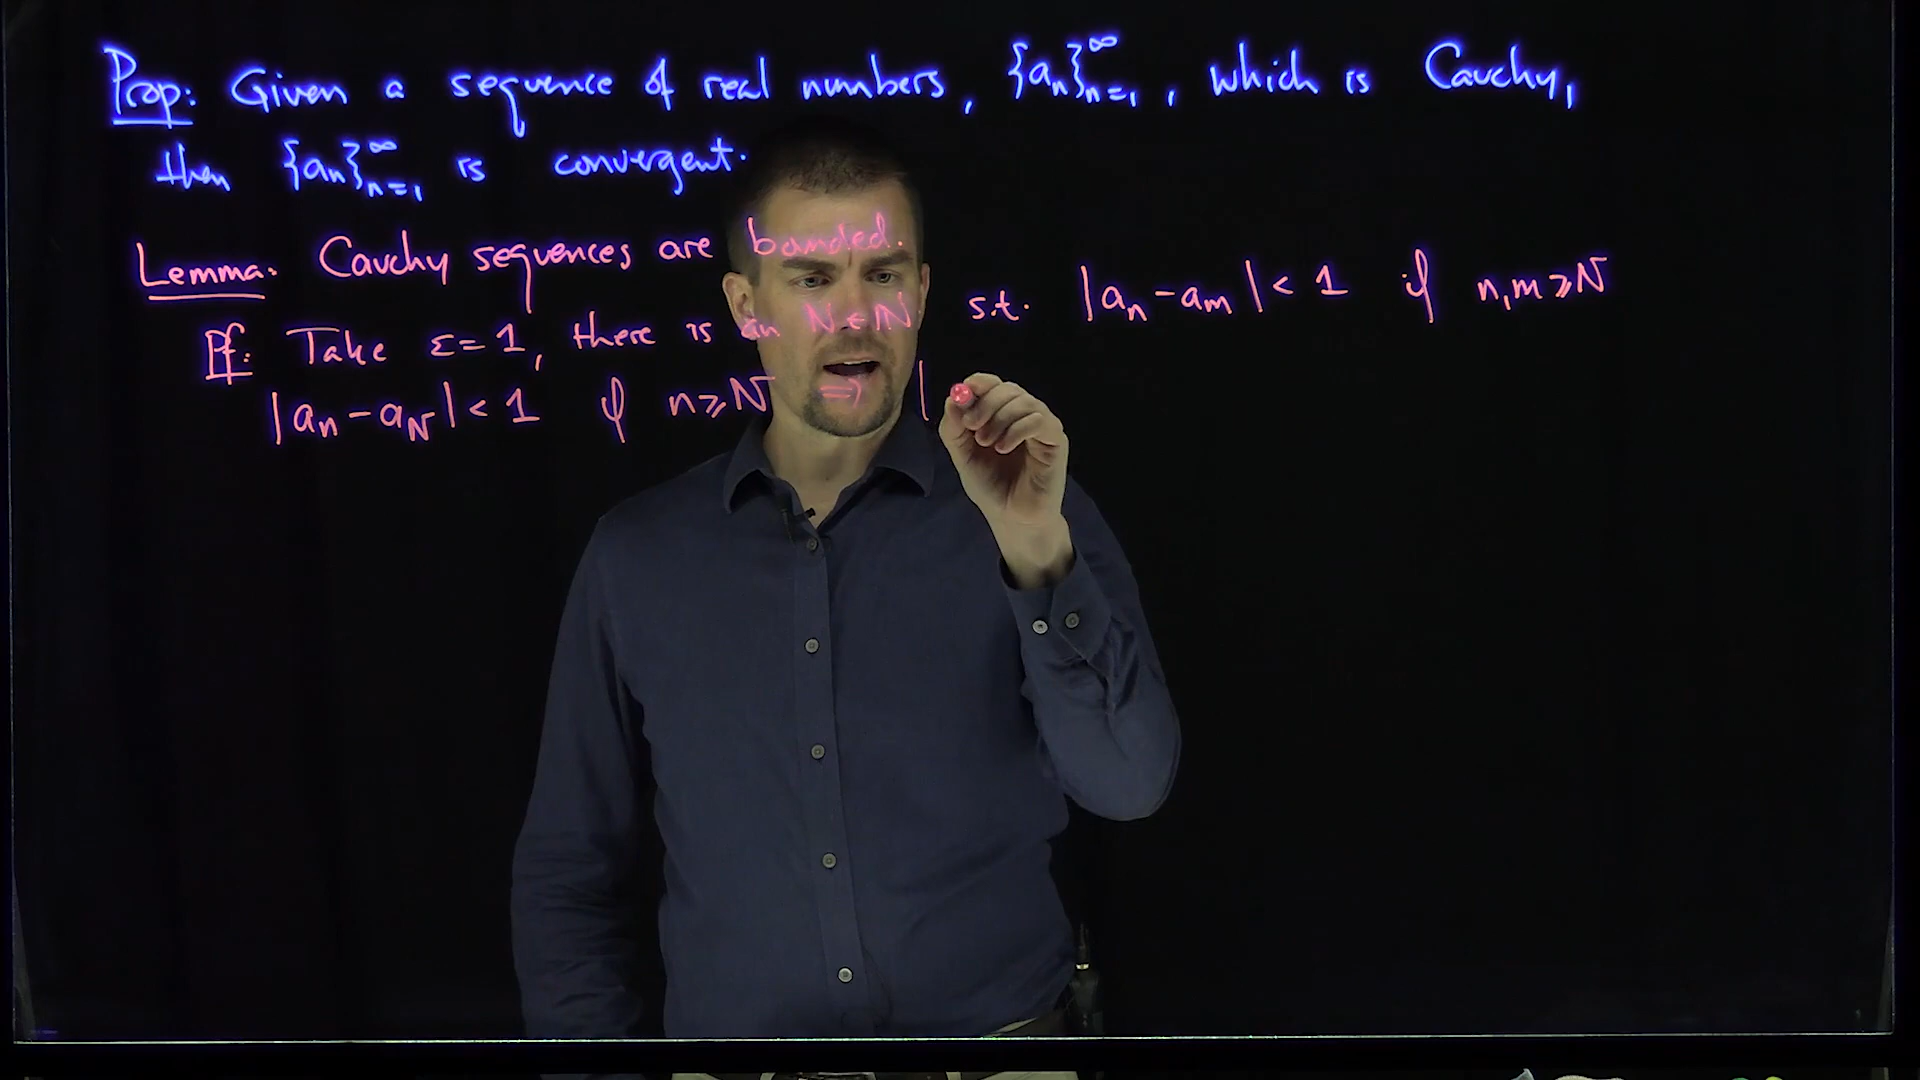 Prop: Given a sequence of real numbers, {aₙ}ₙ₌₁^∞, which is Cauchy,
then {aₙ}ₙ₌₁^∞ is convergent.
Lemma: Cauchy sequences are bounded.
Pf: Take ε=1, there is an N∈ℕ s.t. |aₙ-aₘ|<1 if n,m⩾N
|aₙ-a_N|<1 if n⩾N ⇒ |